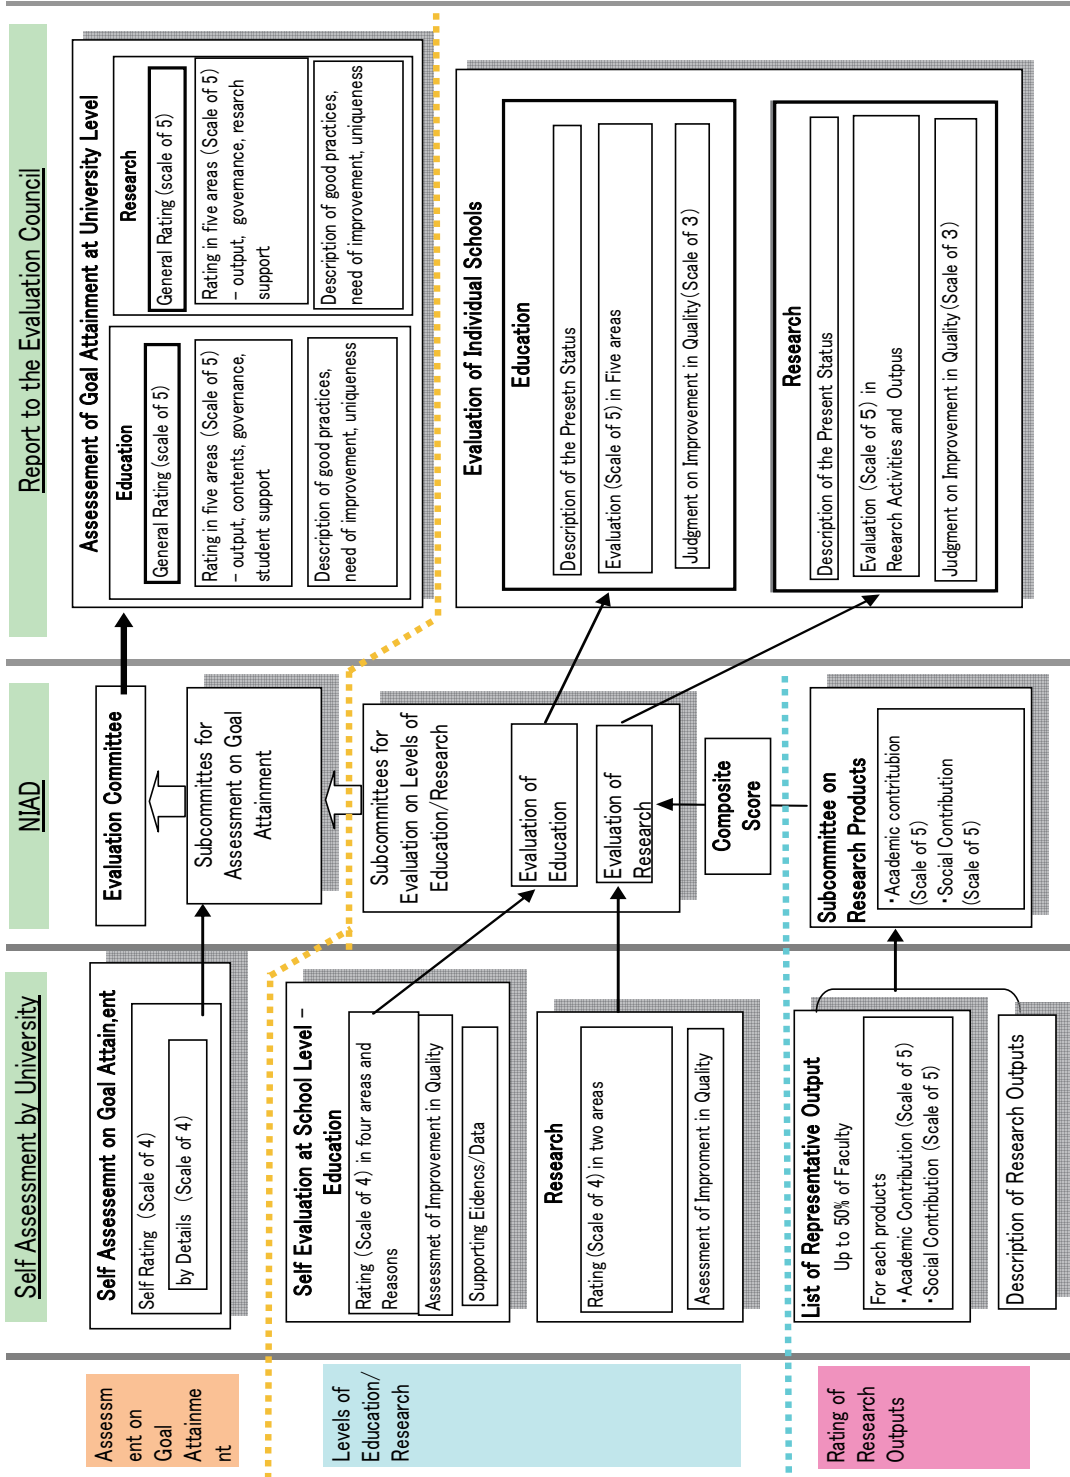 Self Assessment by University
NIAD
Report to the Evaluation Council
Assessm
ent on
Goal
Attainme
nt
Self Assessemnt on Goal Attain,ent
Self Rating (Scale of 4)
by Details (Scale of 4)
Evaluation Committee
Subcommittes for
Assessment on Goal
Attainment
Assessement of Goal Attainment at University Level
Education
General Rating (scale of 5)
Rating in five areas (Scale of 5)
– output, contents, governance,
student support
Description of good practices,
need of improvement, uniqueness
Research
General Rating (scale of 5)
Rating in five areas (Scale of 5)
– output, governance, resarch
support
Description of good practices,
need of improvement, uniqueness
Levels of
Education/
Research
Self Evaluation at School Level –
Education
Rating (Scale of 4) in four areas and
Reasons
Assessmet of Improvement in Quality
Supporting Eidencs/Data
Research
Rating (Scale of 4) in two areas
Assessment of Improment in Quality
Subcommittees for
Evaluation on Levels of
Education/Research
Evaluation of
Education
Evaluation of
Research
Composite
Score
Evaluation of Individual Schools
Education
Description of the Presetn Status
Evaluation (Scale of 5) in Five areas
Judgment on Improvement in Quality (Scale of 3)
Research
Description of the Present Status
Evaluation (Scale of 5) in
Reearch Activities and Outpus
Judgment on Improvement in Quality (Scale of 3)
Rating of
Research
Outputs
List of Representative Output
Up to 50% of Faculty
For each products
・Academic Contribution (Scale of 5)
・Social Contribution (Scale of 5)
Description of Research Outputs
Subcommittee on
Research Products
・Academic contritubion
(Scale of 5)
・Social Contribution
(Scale of 5)